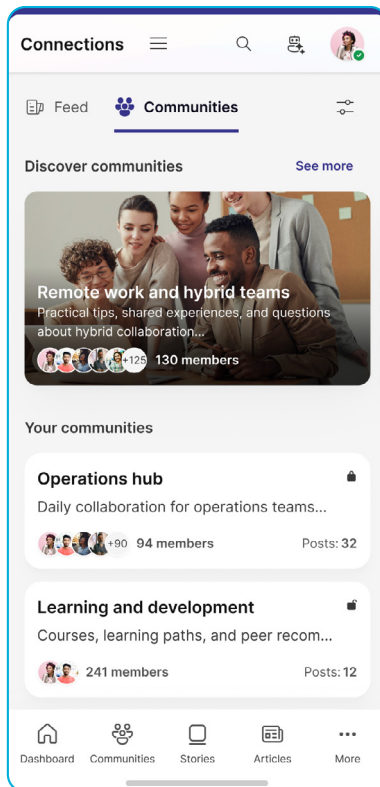 Connections
Feed
Communities
Discover communities
See more
Remote work and hybrid teams
Practical tips, shared experiences, and questions
about hybrid collaboration...
+125
130 members
Your communities
Operations hub
Daily collaboration for operations teams...
+90
94 members
Posts: 32
Learning and development
Courses, learning paths, and peer recom...
241 members
Posts: 12
Dashboard
Communities
Stories
Articles
More